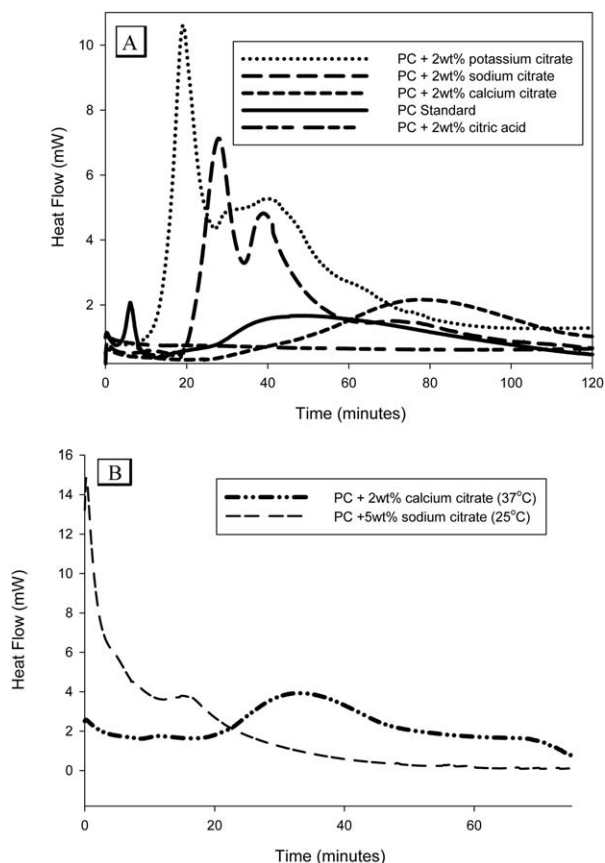 A
PC + 2wt% potassium citrate
PC + 2wt% sodium citrate
PC + 2wt% calcium citrate
PC Standard
PC + 2wt% citric acid
Heat Flow (mW)
10
8
6
4
2
0 20 40 60 80 100 120
Time (minutes)
B
PC + 2wt% calcium citrate (37°C)
PC +5wt% sodium citrate (25°C)
Heat Flow (mW)
16
14
12
10
8
6
4
2
0
0 20 40 60
Time (minutes)